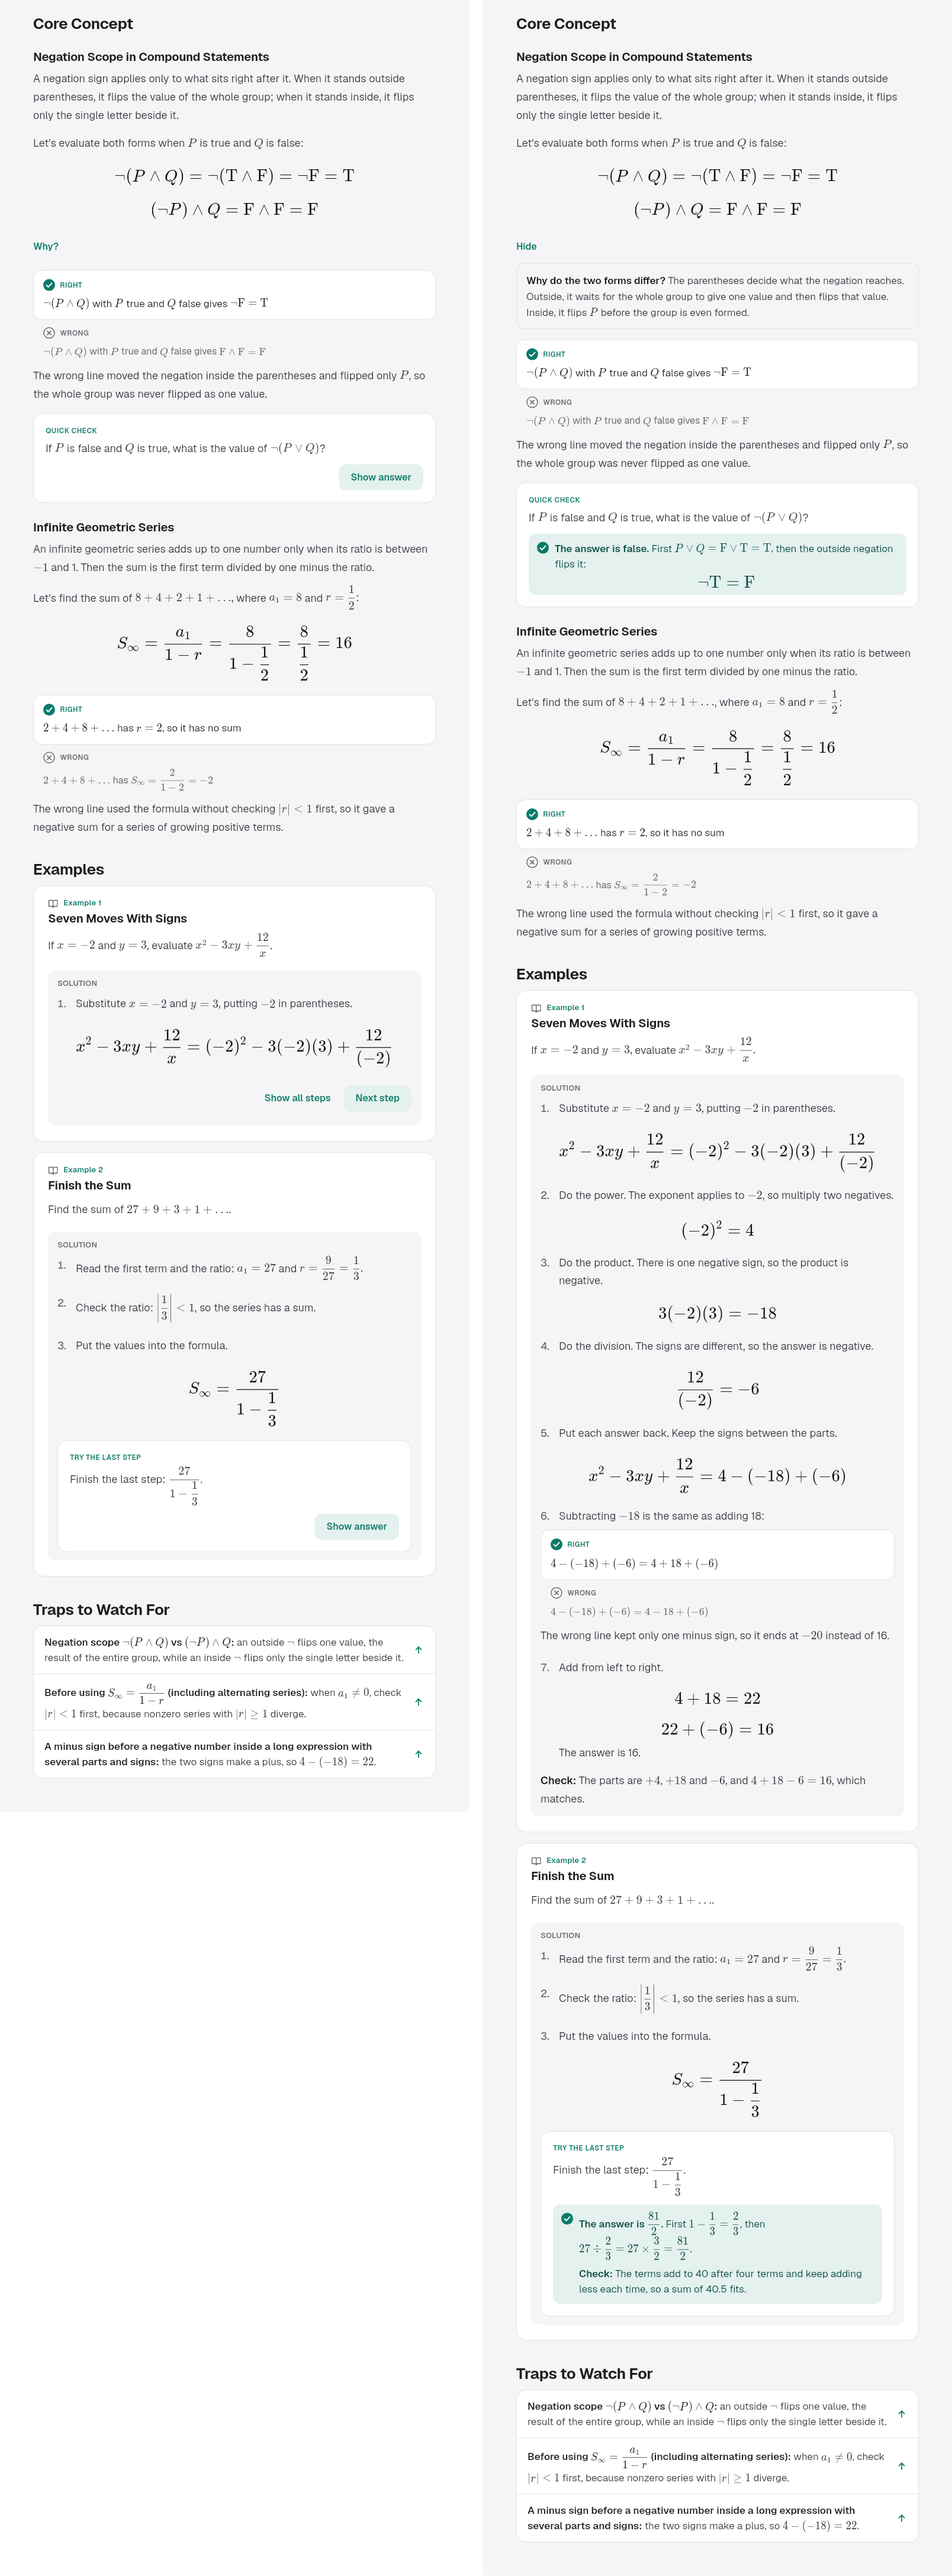 Core Concept
Negation Scope in Compound Statements
A negation sign applies only to what sits right after it. When it stands outside
parentheses, it flips the value of the whole group; when it stands inside, it flips
only the single letter beside it.
Let's evaluate both forms when P is true and Q is false:
¬(P ∧ Q) = ¬(T ∧ F) = ¬F = T
(¬P) ∧ Q = F ∧ F = F
Why?
RIGHT
¬(P ∧ Q) with P true and Q false gives ¬F = T
WRONG
¬(P ∧ Q) with P true and Q false gives F ∧ F = F
The wrong line moved the negation inside the parentheses and flipped only P, so
the whole group was never flipped as one value.
QUICK CHECK
If P is false and Q is true, what is the value of ¬(P ∨ Q)?
Show answer
Infinite Geometric Series
An infinite geometric series adds up to one number only when its ratio is between
−1 and 1. Then the sum is the first term divided by one minus the ratio.
Let's find the sum of 8 + 4 + 2 + 1 + . . ., where a₁ = 8 and r = 1/2:
S∞ = a₁/(1 − r) = 8/(1 − 1/2) = 8/(1/2) = 16
RIGHT
2 + 4 + 8 + . . . has r = 2, so it has no sum
WRONG
2 + 4 + 8 + . . . has S∞ = 2/(1 − 2) = −2
The wrong line used the formula without checking |r| < 1 first, so it gave a
negative sum for a series of growing positive terms.
Examples
Example 1
Seven Moves With Signs
If x = −2 and y = 3, evaluate x² − 3xy + 12/x.
SOLUTION
1. Substitute x = −2 and y = 3, putting −2 in parentheses.
x² − 3xy + 12/x = (−2)² − 3(−2)(3) + 12/(−2)
Show all steps Next step
Example 2
Finish the Sum
Find the sum of 27 + 9 + 3 + 1 + . . ..
SOLUTION
1. Read the first term and the ratio: a₁ = 27 and r = 9/27 = 1/3.
2. Check the ratio: |1/3| < 1, so the series has a sum.
3. Put the values into the formula.
S∞ = 27/(1 − 1/3)
TRY THE LAST STEP
Finish the last step: 27/(1 − 1/3).
Show answer
Traps to Watch For
Negation scope ¬(P ∧ Q) vs (¬P) ∧ Q: an outside ¬ flips one value, the
result of the entire group, while an inside ¬ flips only the single letter beside it.
↑
Before using S∞ = a₁/(1 − r) (including alternating series): when a₁ ≠ 0, check
|r| < 1 first, because nonzero series with |r| ≥ 1 diverge.
↑
A minus sign before a negative number inside a long expression with
several parts and signs: the two signs make a plus, so 4 − (−18) = 22.
↑
Core Concept
Negation Scope in Compound Statements
A negation sign applies only to what sits right after it. When it stands outside
parentheses, it flips the value of the whole group; when it stands inside, it flips
only the single letter beside it.
Let's evaluate both forms when P is true and Q is false:
¬(P ∧ Q) = ¬(T ∧ F) = ¬F = T
(¬P) ∧ Q = F ∧ F = F
Hide
Why do the two forms differ? The parentheses decide what the negation reaches.
Outside, it waits for the whole group to give one value and then flips that value.
Inside, it flips P before the group is even formed.
RIGHT
¬(P ∧ Q) with P true and Q false gives ¬F = T
WRONG
¬(P ∧ Q) with P true and Q false gives F ∧ F = F
The wrong line moved the negation inside the parentheses and flipped only P, so
the whole group was never flipped as one value.
QUICK CHECK
If P is false and Q is true, what is the value of ¬(P ∨ Q)?
The answer is false. First P ∨ Q = F ∨ T = T, then the outside negation
flips it:
¬T = F
Infinite Geometric Series
An infinite geometric series adds up to one number only when its ratio is between
−1 and 1. Then the sum is the first term divided by one minus the ratio.
Let's find the sum of 8 + 4 + 2 + 1 + . . ., where a₁ = 8 and r = 1/2:
S∞ = a₁/(1 − r) = 8/(1 − 1/2) = 8/(1/2) = 16
RIGHT
2 + 4 + 8 + . . . has r = 2, so it has no sum
WRONG
2 + 4 + 8 + . . . has S∞ = 2/(1 − 2) = −2
The wrong line used the formula without checking |r| < 1 first, so it gave a
negative sum for a series of growing positive terms.
Examples
Example 1
Seven Moves With Signs
If x = −2 and y = 3, evaluate x² − 3xy + 12/x.
SOLUTION
1. Substitute x = −2 and y = 3, putting −2 in parentheses.
x² − 3xy + 12/x = (−2)² − 3(−2)(3) + 12/(−2)
2. Do the power. The exponent applies to −2, so multiply two negatives.
(−2)² = 4
3. Do the product. There is one negative sign, so the product is
negative.
3(−2)(3) = −18
4. Do the division. The signs are different, so the answer is negative.
12/(−2) = −6
5. Put each answer back. Keep the signs between the parts.
x² − 3xy + 12/x = 4 − (−18) + (−6)
6. Subtracting −18 is the same as adding 18:
RIGHT
4 − (−18) + (−6) = 4 + 18 + (−6)
WRONG
4 − (−18) + (−6) = 4 − 18 + (−6)
The wrong line kept only one minus sign, so it ends at −20 instead of 16.
7. Add from left to right.
4 + 18 = 22
22 + (−6) = 16
The answer is 16.
Check: The parts are +4, +18 and −6, and 4 + 18 − 6 = 16, which
matches.
Example 2
Finish the Sum
Find the sum of 27 + 9 + 3 + 1 + . . ..
SOLUTION
1. Read the first term and the ratio: a₁ = 27 and r = 9/27 = 1/3.
2. Check the ratio: |1/3| < 1, so the series has a sum.
3. Put the values into the formula.
S∞ = 27/(1 − 1/3)
TRY THE LAST STEP
Finish the last step: 27/(1 − 1/3).
The answer is 81/2. First 1 − 1/3 = 2/3, then
27 ÷ 2/3 = 27 × 3/2 = 81/2.
Check: The terms add to 40 after four terms and keep adding
less each time, so a sum of 40.5 fits.
Traps to Watch For
Negation scope ¬(P ∧ Q) vs (¬P) ∧ Q: an outside ¬ flips one value, the
result of the entire group, while an inside ¬ flips only the single letter beside it.
↑
Before using S∞ = a₁/(1 − r) (including alternating series): when a₁ ≠ 0, check
|r| < 1 first, because nonzero series with |r| ≥ 1 diverge.
↑
A minus sign before a negative number inside a long expression with
several parts and signs: the two signs make a plus, so 4 − (−18) = 22.
↑